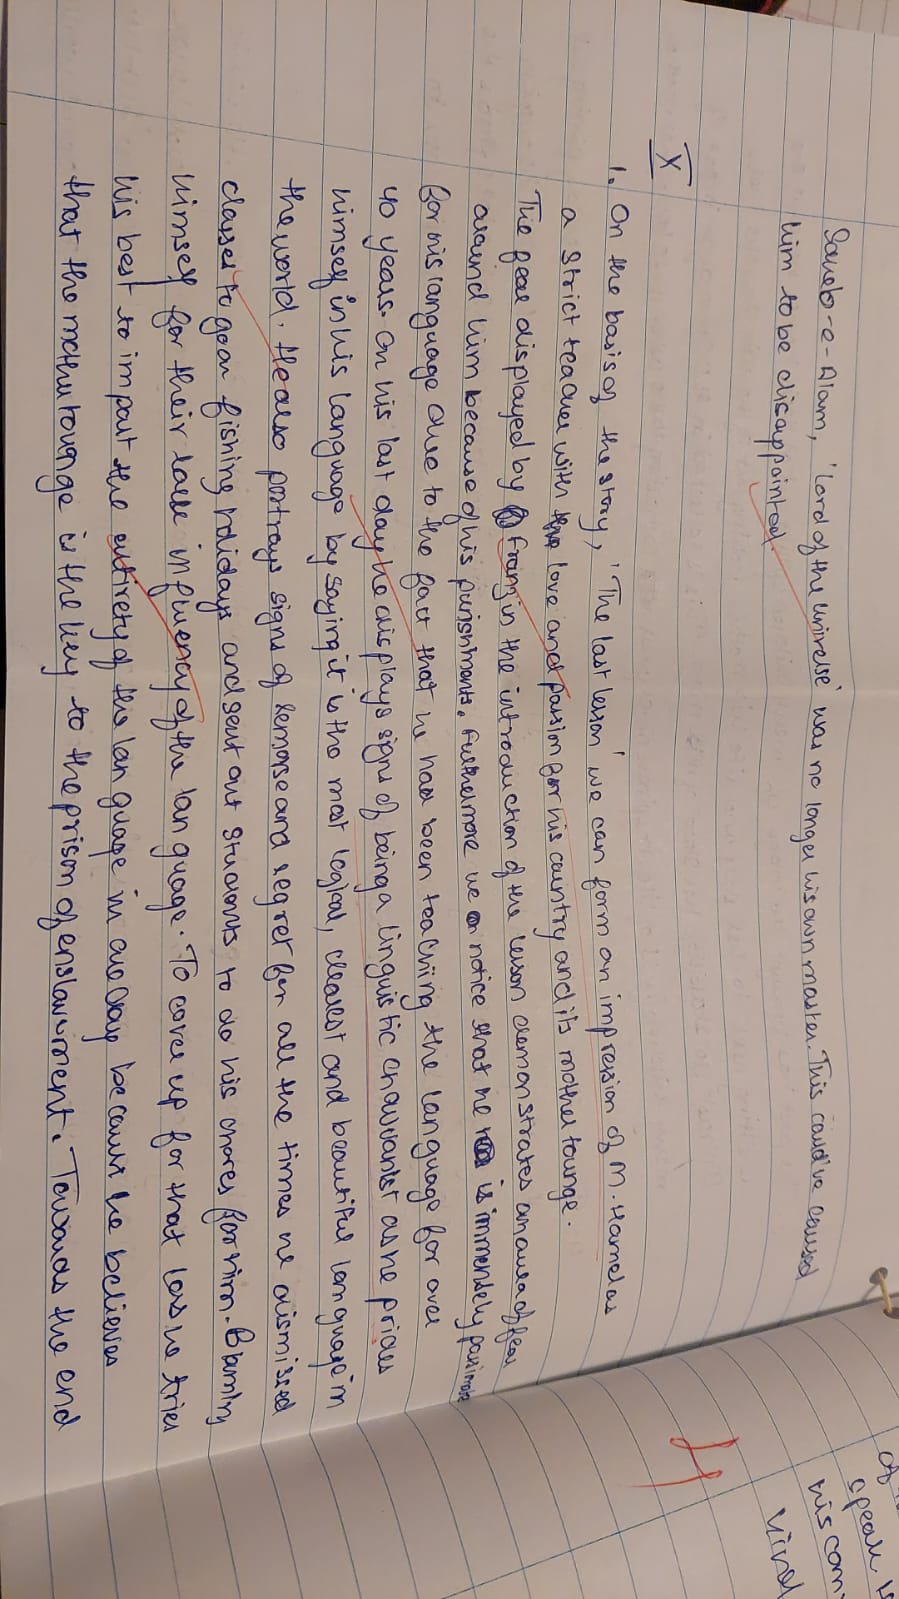 Saheb-e-Alam, 'Lord of the universe' was no longer his own master. This could've caused
him to be disappointed.
X
1. On the basis of the story, 'The last lesson' we can form an impression of M. Hamel as
a strict teacher with love and passion for his country and its mother tounge.
The fear displayed by Franz in the introduction of the lesson demonstrates an aura of fear
around him because of his punishments. Furthermore we notice that he is immensely passionate
for his language due to the fact that he had been teaching the language for over
40 years. On his last day he displays signs of being a linguistic chauvanist as he prides
himself in his language by saying it is the most logical, clearest and beautiful language in
the world. He also portrays signs of remorse and regret for all the times he dismissed
classes to go on fishing holidays and sent out students to do his chores for him. Blaming
himself for their lack in fluency of the language. To cover up for that loss he tries
his best to impart the entirety of the language in one day because he believes
that the mother tounge is the key to the prison of enslavement. Towards the end
4
of
speak
his com
kind